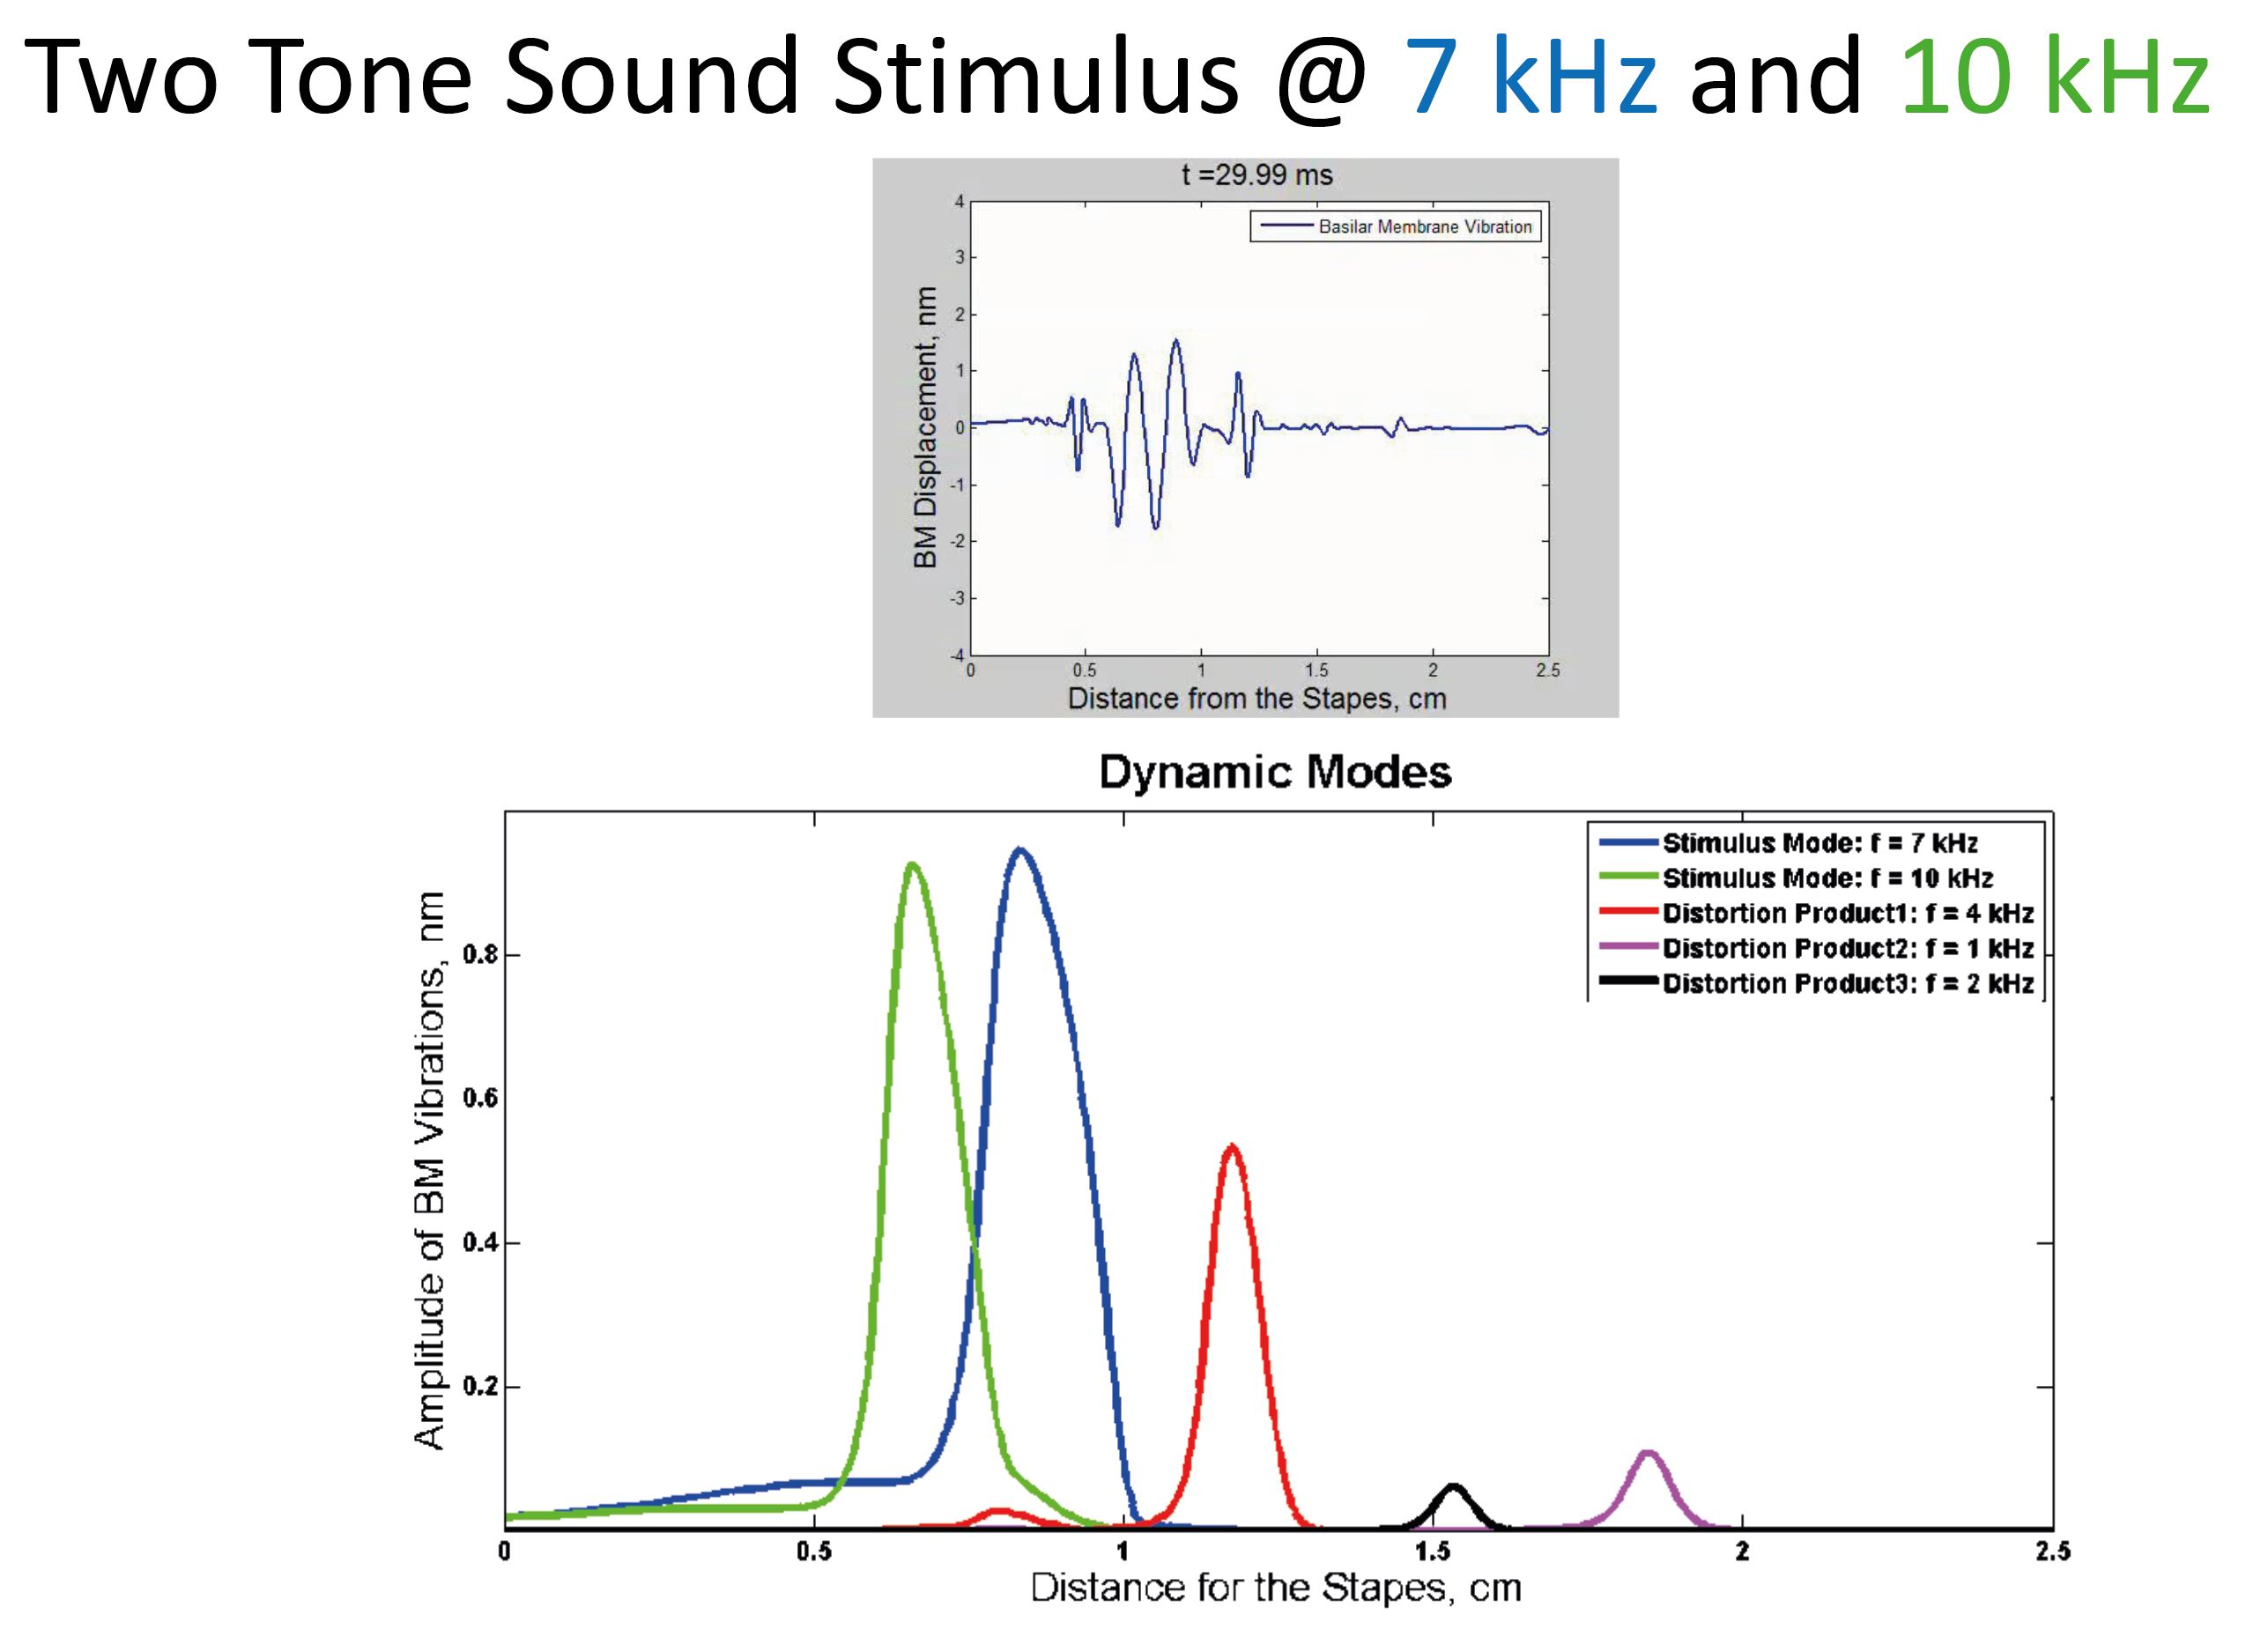 Two Tone Sound Stimulus @ 7 kHz and 10 kHz
t =29.99 ms
Basilar Membrane Vibration
4
3
2
1
0
-1
-2
-3
-4
BM Displacement, nm
0 0.5 1 1.5 2 2.5
Distance from the Stapes, cm
Dynamic Modes
Stimulus Mode: f = 7 kHz
Stimulus Mode: f = 10 kHz
Distortion Product1: f = 4 kHz
Distortion Product2: f = 1 kHz
Distortion Product3: f = 2 kHz
0.8
0.6
0.4
0.2
Amplitude of BM Vibrations, nm
0 0.5 1 1.5 2 2.5
Distance for the Stapes, cm